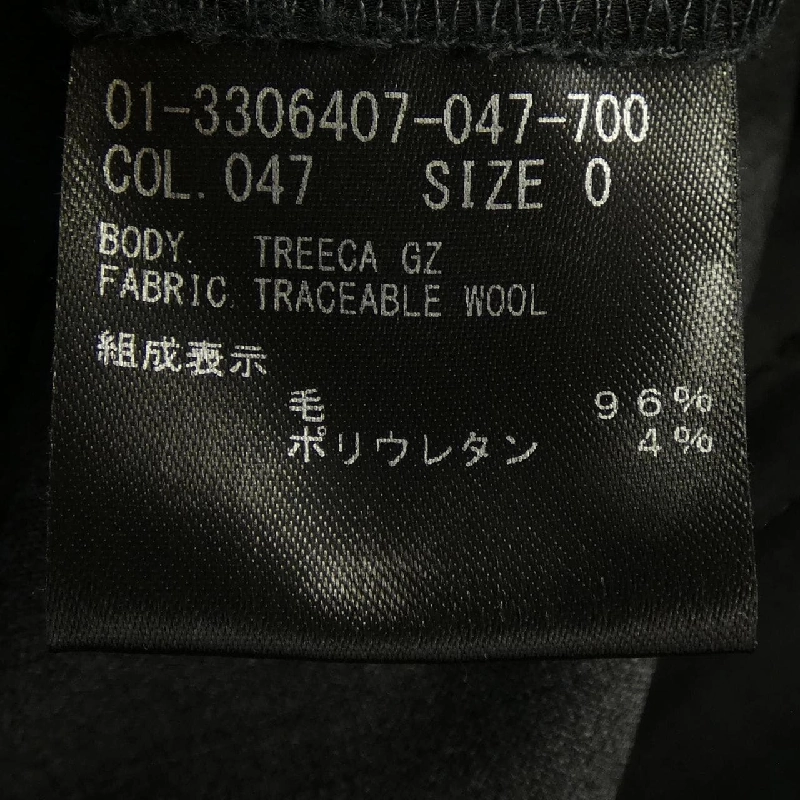 01-3306407-047-700
COL. 047 SIZE 0
BODY. TREECA GZ
FABRIC TRACEABLE WOOL
組成表示
毛 96%
ポリウレタン 4%